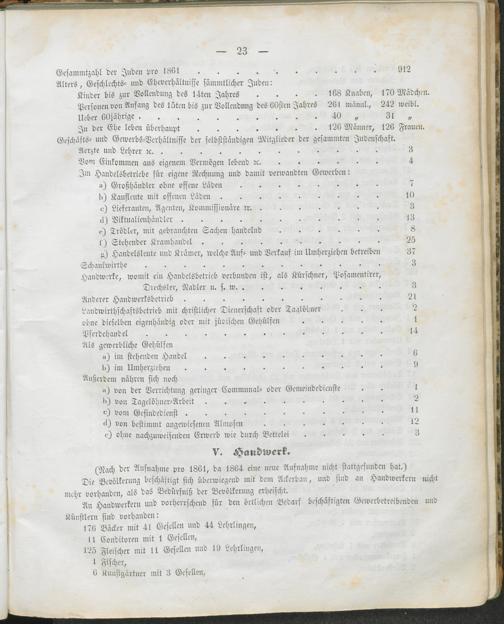 — 23 —
Gesammtzahl der Juden pro 1861 . . . . . . . . 912
Alters-, Geschlechts- und Eheverhältnisse sämmtlicher Juden:
Kinder bis zur Vollendung des 14ten Jahres . . . . 168 Knaben, 170 Mädchen.
Personen von Anfang des 15ten bis zur Vollendung des 60sten Jahres 261 männl., 242 weibl.
Ueber 60jährige . . . . . . . . 40 „ 31 „
In der Ehe leben überhaupt . . . . . . 126 Männer, 126 Frauen.
Geschäfts- und Gewerbs-Verhältnisse der selbstständigen Mitglieder der gesammten Judenschaft.
Aerzte und Lehrer ꝛc. . . . . . . . . 3
Vom Einkommen aus eigenem Vermögen lebend ꝛc. . . . . . . 4
Im Handelsbetriebe für eigene Rechnung und damit verwandten Gewerben:
a) Großhändler ohne offene Läden . . . . . . 7
b) Kaufleute mit offenen Läden . . . . . . 10
c) Lieferanten, Agenten, Kommissionäre ꝛc. . . . . . 3
d) Viktualienhändler . . . . . . . 13
e) Trödler, mit gebrauchten Sachen handelnd . . . . . 8
f) Stehender Kramhandel . . . . . . . 25
g) Handelsleute und Krämer, welche Auf- und Verkauf im Umherziehen betreiben 37
Schankwirthe . . . . . . . . 3
Handwerke, womit ein Handelsbetrieb verbunden ist, als Kürschner, Posamentirer,
Drechsler, Nadler u. s. w. . . . . . . 3
Anderer Handwerksbetrieb . . . . . . . 21
Landwirthschaftsbetrieb mit christlicher Dienerschaft oder Taglöhner . . . 2
ohne dieselben eigenhändig oder mit jüdischen Gehülfen . . . . 1
Pferdehandel . . . . . . . . 14
Als gewerbliche Gehülfen
a) im stehenden Handel . . . . . . . 6
b) im Umherziehen . . . . . . . 9
Außerdem nähren sich noch
a) von der Verrichtung geringer Communal- oder Gemeindedienste . . 1
b) von Tagelöhner-Arbeit . . . . . . . 2
c) vom Gesindedienst . . . . . . . 11
d) von bestimmt angewiesenen Almosen . . . . . 12
e) ohne nachzuweisenden Erwerb wie durch Bettelei . . . . 3
V. Handwerk.
(Nach der Aufnahme pro 1861, da 1864 eine neue Aufnahme nicht stattgefunden hat.)
Die Bevölkerung beschäftigt sich überwiegend mit dem Ackerbau, und sind an Handwerkern nicht
mehr vorhanden, als das Bedürfniß der Bevölkerung erheischt.
An Handwerkern und vorherrschend für den örtlichen Bedarf beschäftigten Gewerbetreibenden und
Künstlern sind vorhanden:
176 Bäcker mit 41 Gesellen und 44 Lehrlingen,
11 Conditoren mit 1 Gesellen,
125 Fleischer mit 11 Gesellen und 19 Lehrlingen,
1 Fischer,
6 Kunstgärtner mit 3 Gesellen,